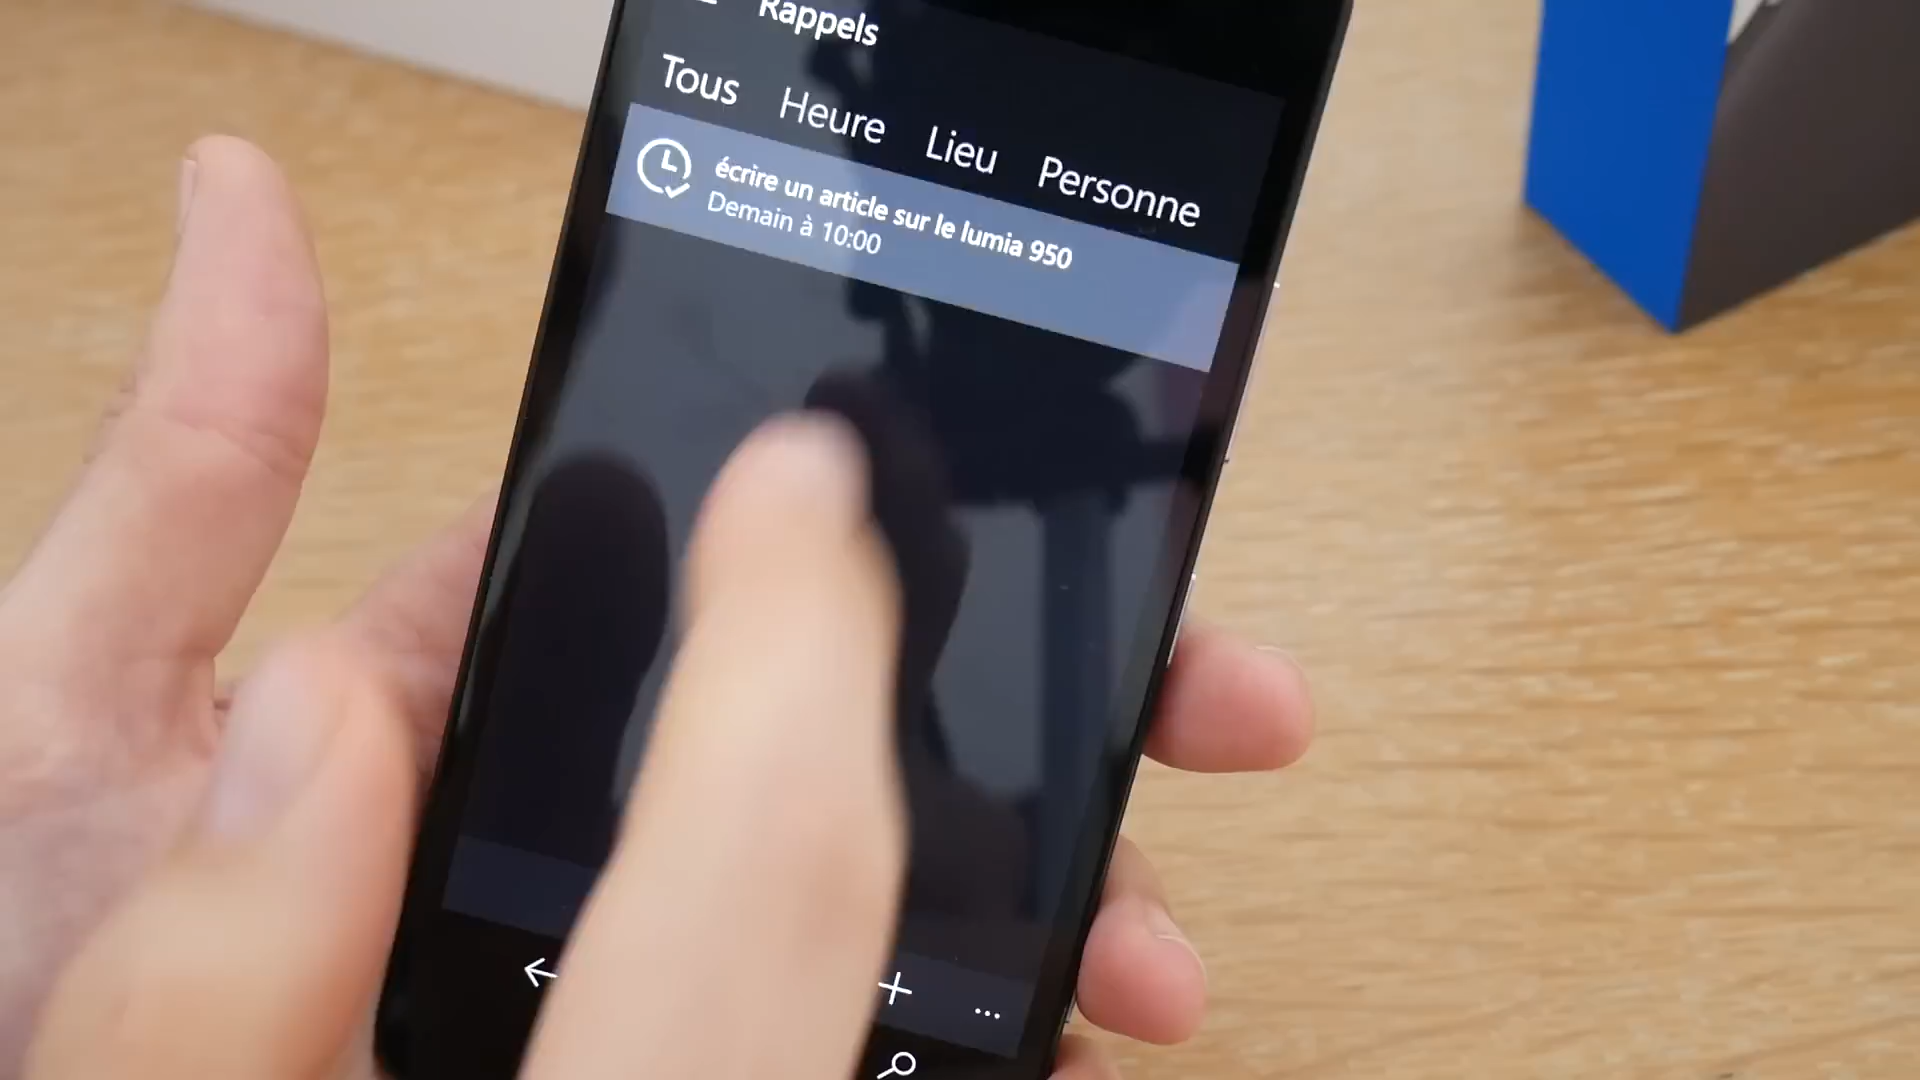 Rappels
Tous Heure Lieu Personne
écrire un article sur le lumia 950
Demain à 10:00